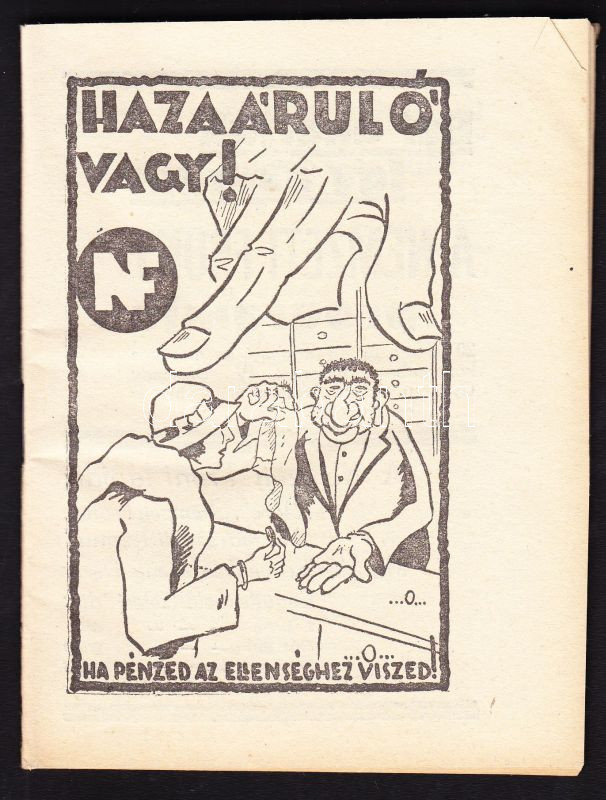 HAZAÁRULÓ
VAGY!
NF
...O...
...O...
HA PÉNZED AZ ELLENSÉGHEZ VISZED!